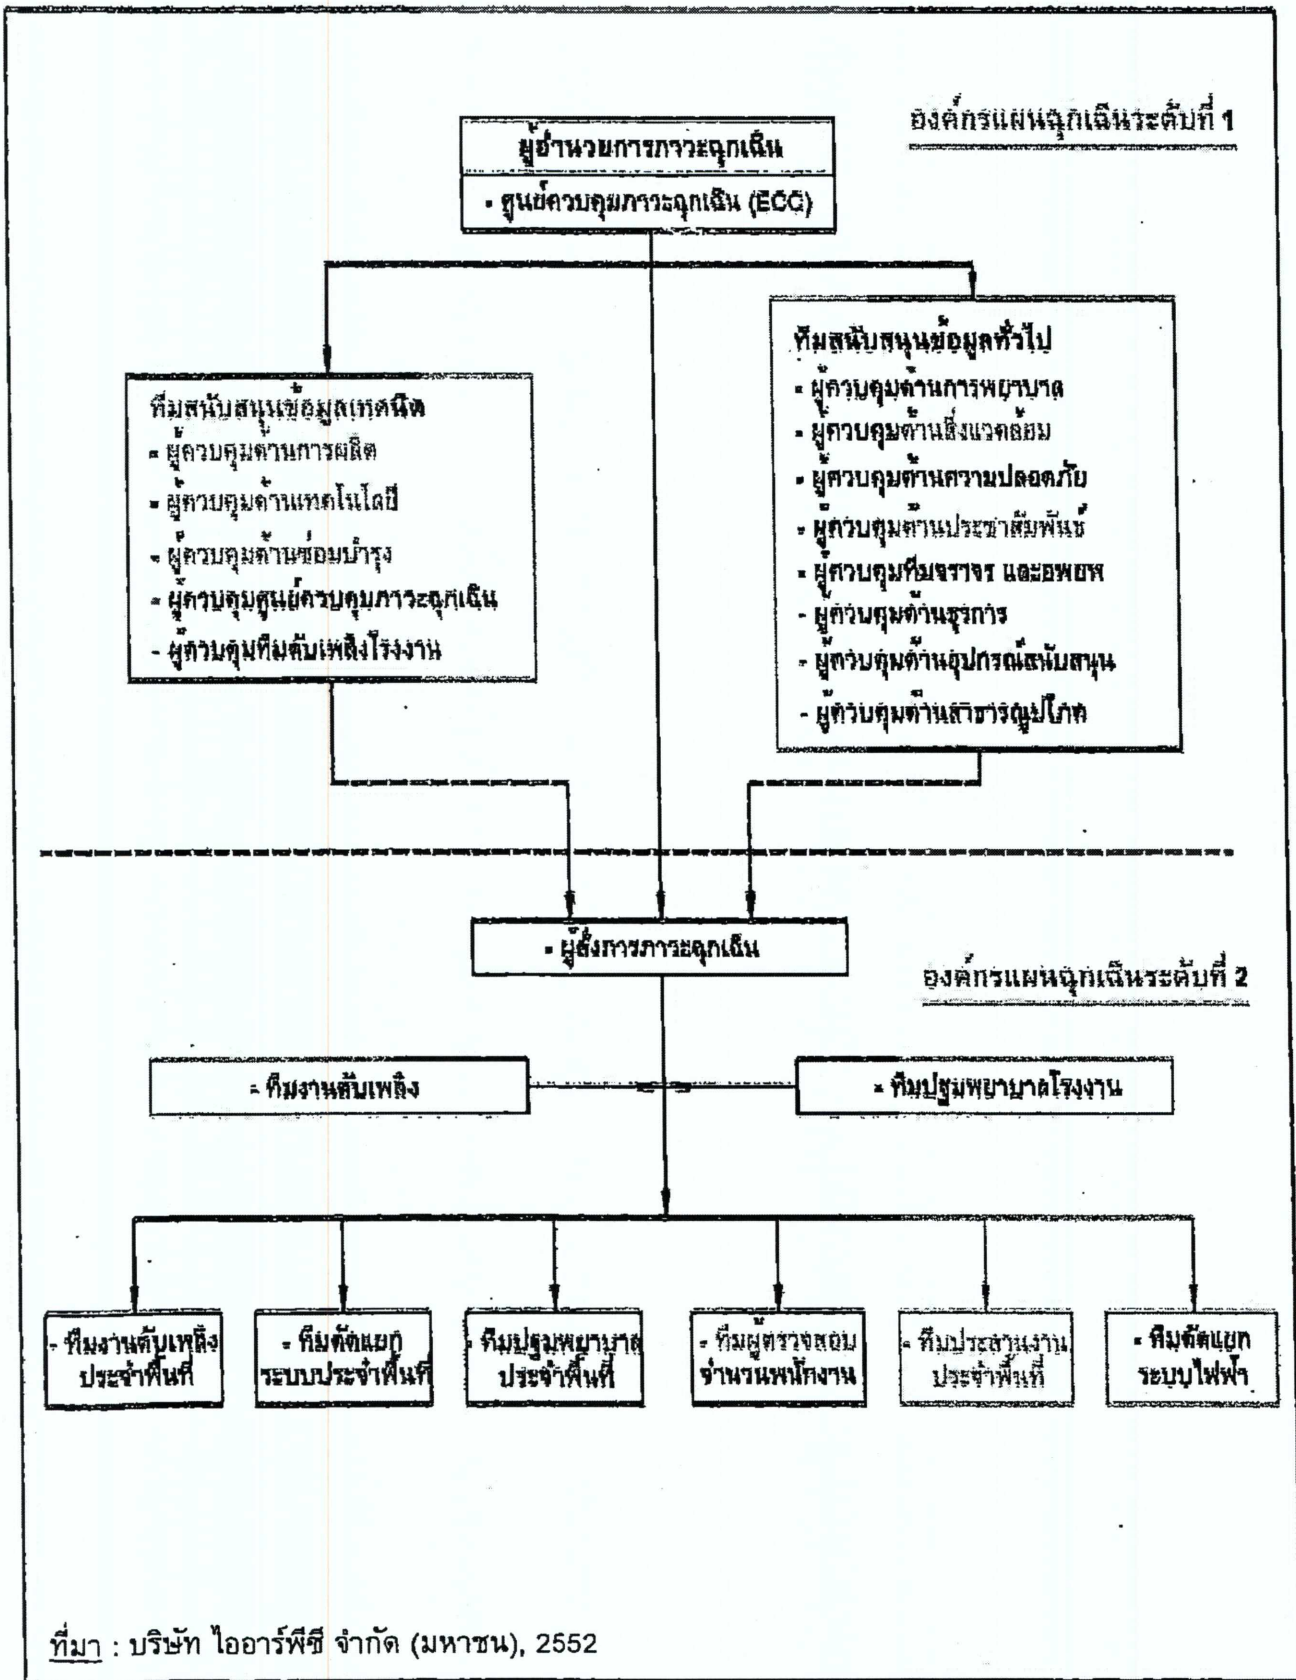 องค์กรแผนฉุกเฉินระดับที่ 1
ผู้อำนวยการภาวะฉุกเฉิน
- ศูนย์ควบคุมภาวะฉุกเฉิน (ECC)
ทีมสนับสนุนข้อมูลเทคนิค
- ผู้ควบคุมด้านการผลิต
- ผู้ควบคุมด้านเทคโนโลยี
- ผู้ควบคุมด้านซ่อมบำรุง
- ผู้ควบคุมศูนย์ควบคุมภาวะฉุกเฉิน
- ผู้ควบคุมทีมดับเพลิงโรงงาน
ทีมสนับสนุนข้อมูลทั่วไป
- ผู้ควบคุมด้านการพยาบาล
- ผู้ควบคุมด้านสิ่งแวดล้อม
- ผู้ควบคุมด้านความปลอดภัย
- ผู้ควบคุมด้านประชาสัมพันธ์
- ผู้ควบคุมทีมจราจร และอพยพ
- ผู้ควบคุมด้านธุรการ
- ผู้ควบคุมด้านอุปกรณ์สนับสนุน
- ผู้ควบคุมด้านสาธารณูปโภค
- ผู้สั่งการภาวะฉุกเฉิน
องค์กรแผนฉุกเฉินระดับที่ 2
- ทีมงานดับเพลิง
- ทีมปฐมพยาบาลโรงงาน
- ทีมงานดับเพลิง
ประจำพื้นที่
- ทีมตัดแยก
ระบบประจำพื้นที่
- ทีมปฐมพยาบาล
ประจำพื้นที่
- ทีมผู้ตรวจสอบ
จำนวนพนักงาน
- ทีมประสานงาน
ประจำพื้นที่
- ทีมตัดแยก
ระบบไฟฟ้า
ที่มา : บริษัท ไออาร์พีซี จำกัด (มหาชน), 2552